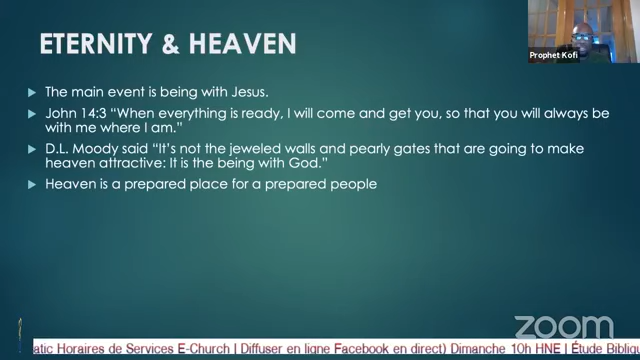 ETERNITY & HEAVEN
Prophet Kofi
The main event is being with Jesus.
John 14:3 “When everything is ready, I will come and get you, so that you will always be
with me where I am.”
D.L. Moody said “It’s not the jeweled walls and pearly gates that are going to make
heaven attractive: It is the being with God.”
Heaven is a prepared place for a prepared people
zoom
atic Horaires de Services E-Church I Diffuser en ligne Facebook en direct) Dimanche 10h HNE I Étude Bibliq